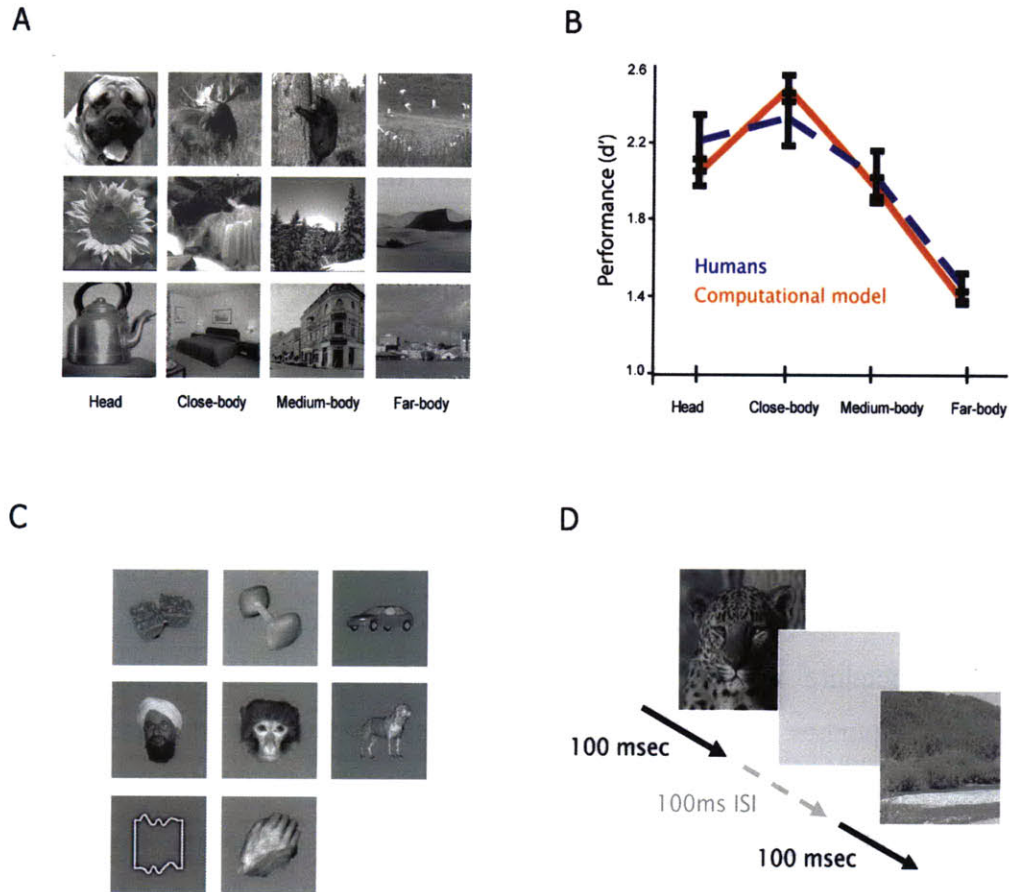 A
Head Close-body Medium-body Far-body
B
Performance (d')
2.6
2.2
1.8
1.4
1.0
Humans
Computational model
Head Close-body Medium-body Far-body
C
D
100 msec
100ms ISI
100 msec